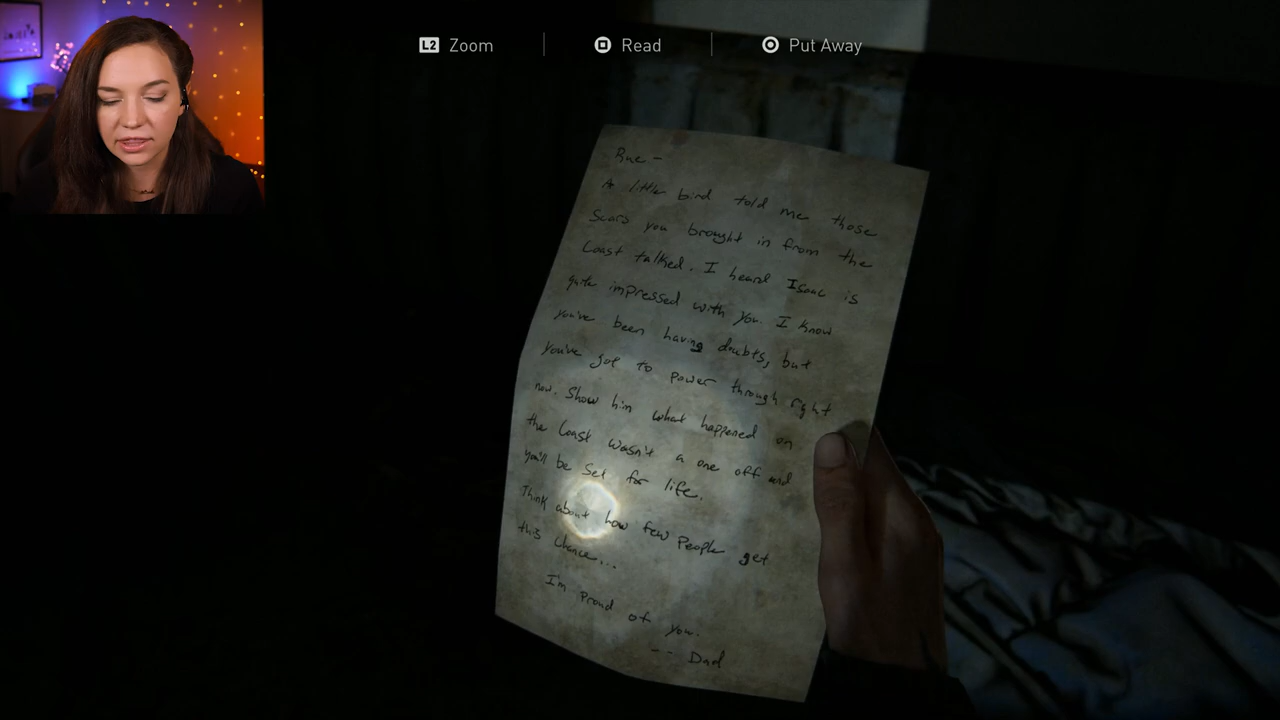 L2 Zoom
Read
Put Away
Rae -
A little bird told me those
Scars you brought in from the
Coast talked. I heard Isaac is
quite impressed with you. I know
you've been having doubts, but
you've got to power through right
now. Show him what happened on
the Coast wasn't a one off and
you'll be set for life.
Think about how few people get
this chance...
I'm proud of you.
-- Dad